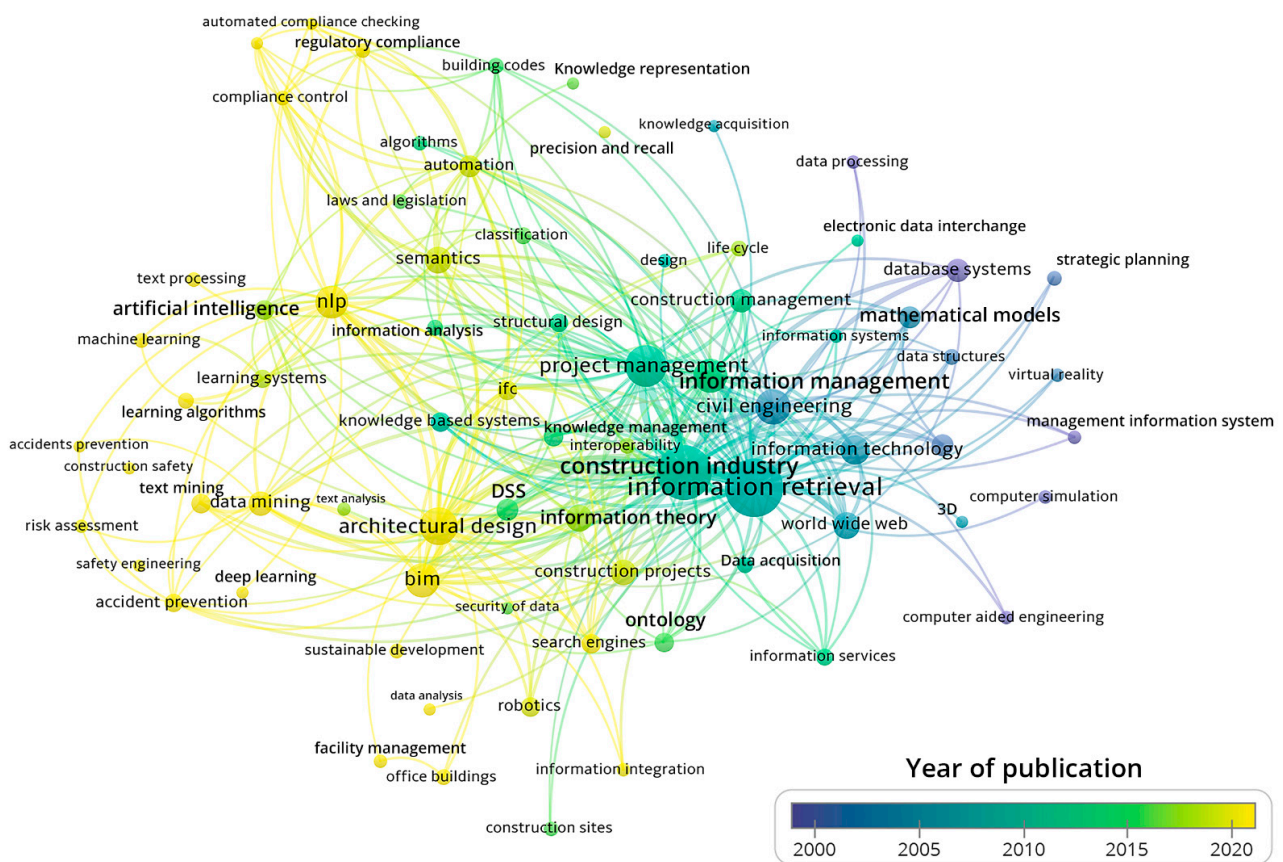 automated compliance checking
regulatory compliance
building codes
Knowledge representation
compliance control
knowledge acquisition
algorithms
precision and recall
automation
data processing
laws and legislation
electronic data interchange
classification
life cycle
semantics
design
database systems
strategic planning
text processing
artificial intelligence
nlp
construction management
mathematical models
information analysis
structural design
information systems
machine learning
data structures
project management
virtual reality
learning systems
information management
ifc
civil engineering
learning algorithms
knowledge based systems
knowledge management
management information system
accidents prevention
interoperability
information technology
construction safety
construction industry
text mining
information retrieval
data mining
text analysis
DSS
computer simulation
risk assessment
architectural design
information theory
world wide web
3D
safety engineering
Data acquisition
deep learning
bim
construction projects
accident prevention
security of data
ontology
computer aided engineering
sustainable development
search engines
information services
data analysis
robotics
facility management
office buildings
information integration
construction sites
Year of publication
2000
2005
2010
2015
2020